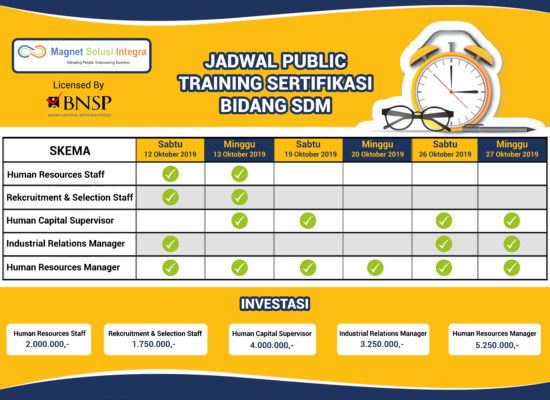 Magnet Solusi Integra
Elevating People. Empowering Business
Licensed By
BNSP
BADAN NASIONAL SERTIFIKASI PROFESI
JADWAL PUBLIC
TRAINING SERTIFIKASI
BIDANG SDM
SKEMA
Sabtu
12 Oktober 2019
Minggu
13 Oktober 2019
Sabtu
19 Oktober 2019
Minggu
20 Oktober 2019
Sabtu
26 Oktober 2019
Minggu
27 Oktober 2019
Human Resources Staff
Rekcruitment & Selection Staff
Human Capital Supervisor
Industrial Relations Manager
Human Resources Manager
INVESTASI
Human Resources Staff
2.000.000,-
Rekcruitment & Selection Staff
1.750.000,-
Human Capital Supervisor
4.000.000,-
Industrial Relations Manager
3.250.000,-
Human Resources Manager
5.250.000,-